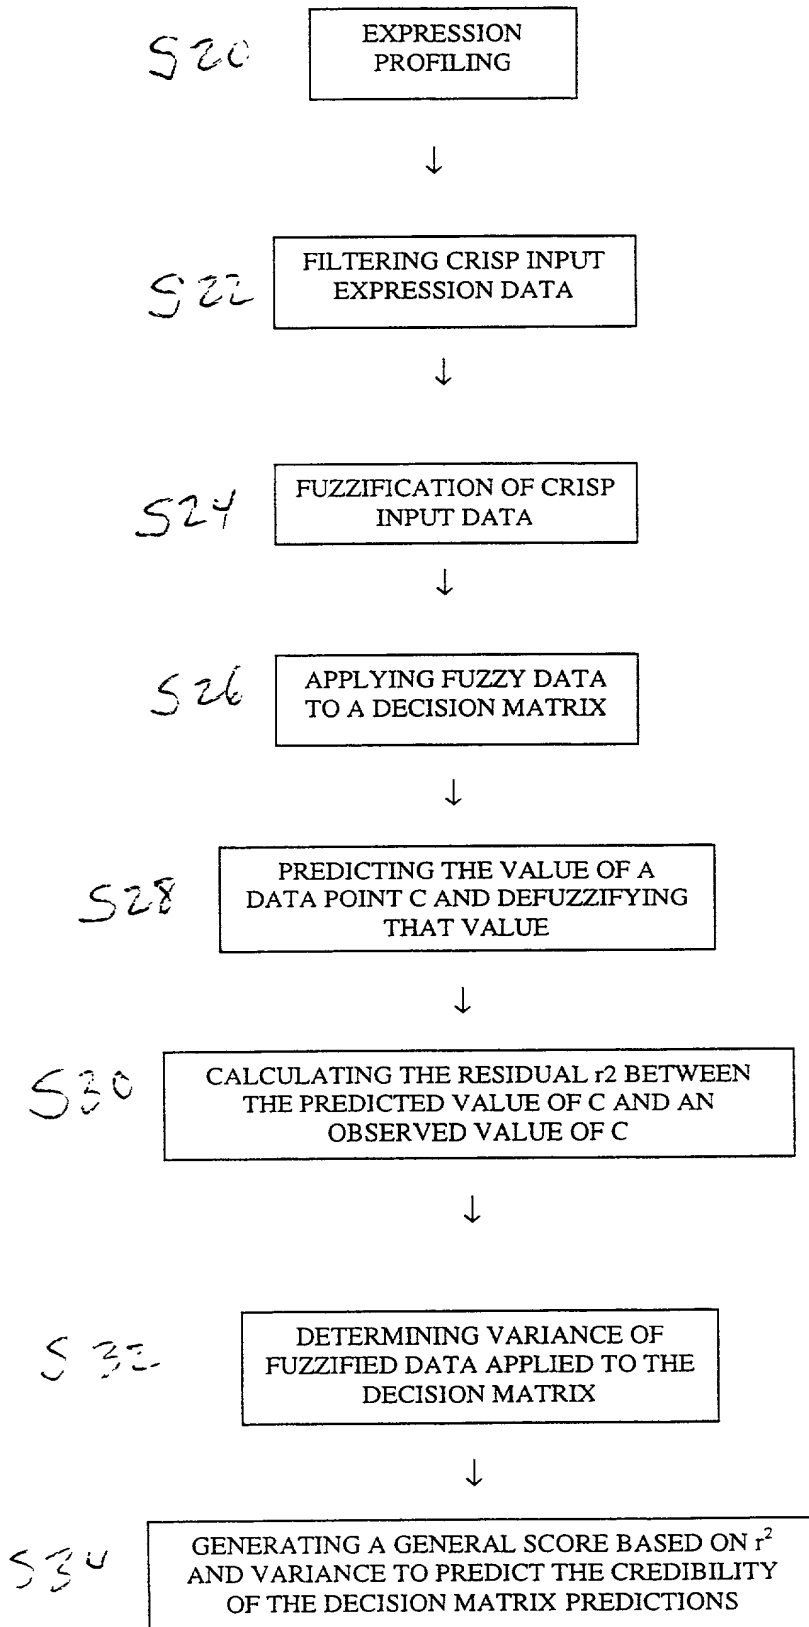 S20
EXPRESSION
PROFILING
↓
S22
FILTERING CRISP INPUT
EXPRESSION DATA
↓
S24
FUZZIFICATION OF CRISP
INPUT DATA
↓
S26
APPLYING FUZZY DATA
TO A DECISION MATRIX
↓
S28
PREDICTING THE VALUE OF A
DATA POINT C AND DEFUZZIFYING
THAT VALUE
↓
S30
CALCULATING THE RESIDUAL r2 BETWEEN
THE PREDICTED VALUE OF C AND AN
OBSERVED VALUE OF C
↓
S32
DETERMINING VARIANCE OF
FUZZIFIED DATA APPLIED TO THE
DECISION MATRIX
↓
S34
GENERATING A GENERAL SCORE BASED ON r²
AND VARIANCE TO PREDICT THE CREDIBILITY
OF THE DECISION MATRIX PREDICTIONS